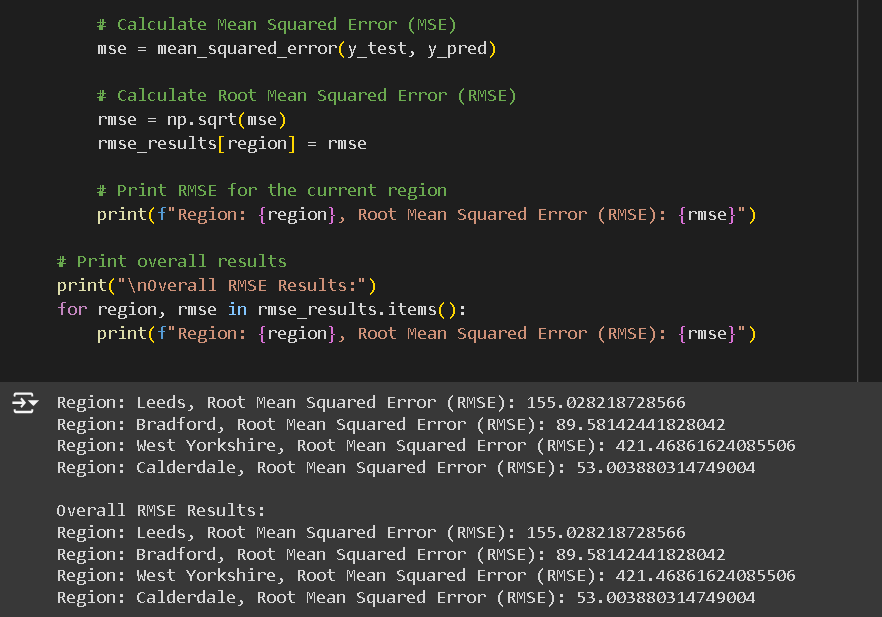 # Calculate Mean Squared Error (MSE)
mse = mean_squared_error(y_test, y_pred)
# Calculate Root Mean Squared Error (RMSE)
rmse = np.sqrt(mse)
rmse_results[region] = rmse
# Print RMSE for the current region
print(f"Region: {region}, Root Mean Squared Error (RMSE): {rmse}")
# Print overall results
print("\nOverall RMSE Results:")
for region, rmse in rmse_results.items():
print(f"Region: {region}, Root Mean Squared Error (RMSE): {rmse}")
Region: Leeds, Root Mean Squared Error (RMSE): 155.028218728566
Region: Bradford, Root Mean Squared Error (RMSE): 89.58142441828042
Region: West Yorkshire, Root Mean Squared Error (RMSE): 421.46861624085506
Region: Calderdale, Root Mean Squared Error (RMSE): 53.003880314749004
Overall RMSE Results:
Region: Leeds, Root Mean Squared Error (RMSE): 155.028218728566
Region: Bradford, Root Mean Squared Error (RMSE): 89.58142441828042
Region: West Yorkshire, Root Mean Squared Error (RMSE): 421.46861624085506
Region: Calderdale, Root Mean Squared Error (RMSE): 53.003880314749004